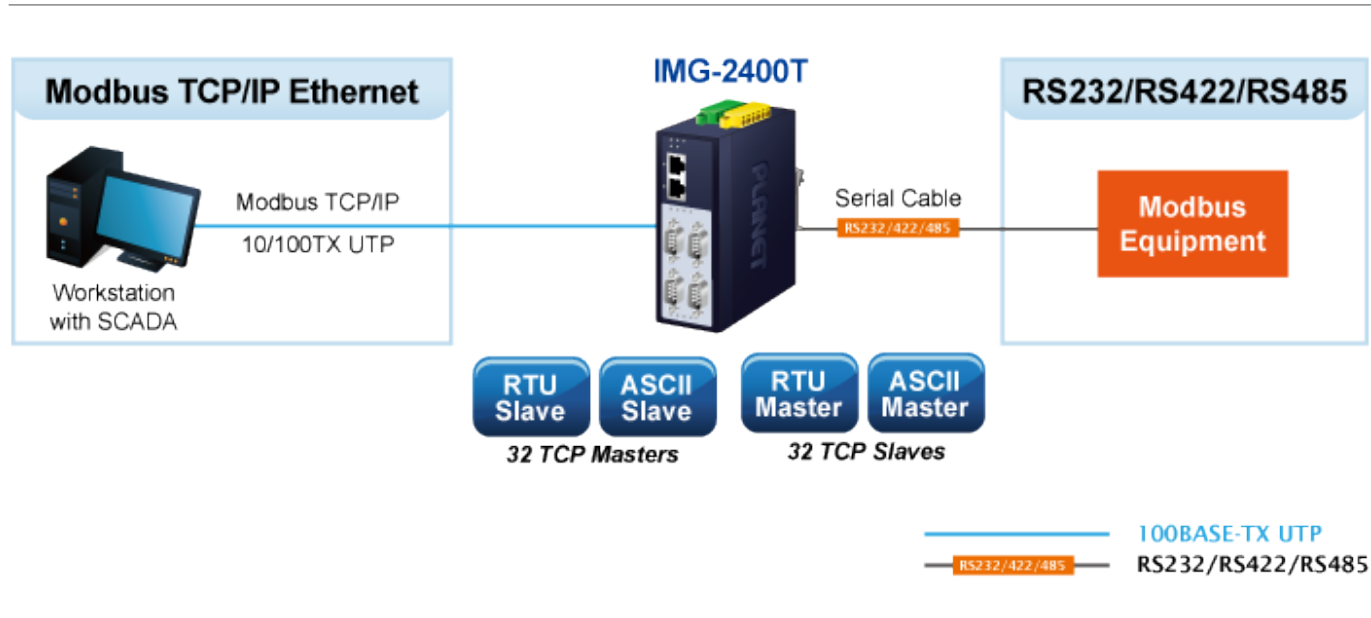 IMG-2400T
Modbus TCP/IP Ethernet
Modbus TCP/IP
10/100TX UTP
Workstation
with SCADA
PLANET
Serial Cable
RS232/422/485
RS232/RS422/RS485
Modbus
Equipment
RTU
Slave
ASCII
Slave
32 TCP Masters
RTU
Master
ASCII
Master
32 TCP Slaves
100BASE-TX UTP
RS232/422/485
RS232/RS422/RS485